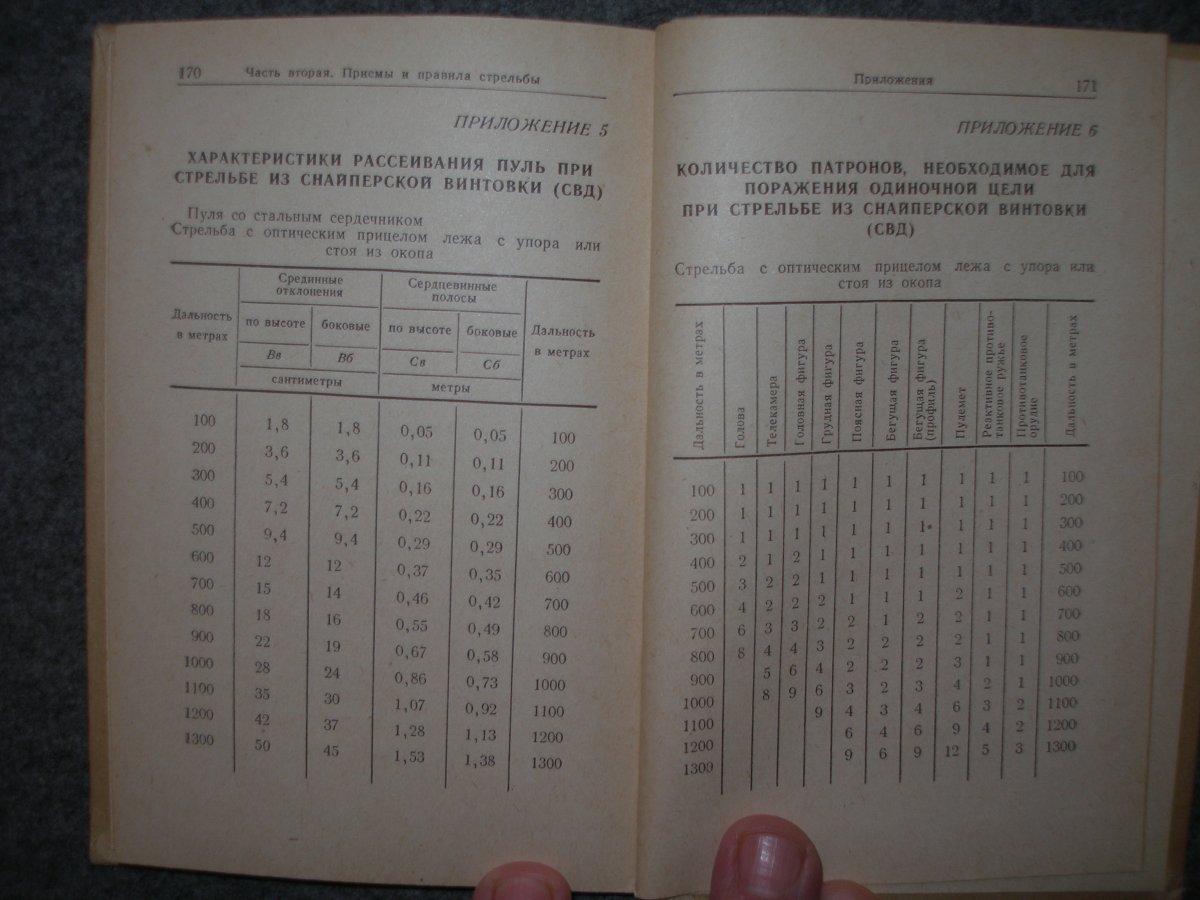 170 Часть вторая. Приемы и правила стрельбы
ПРИЛОЖЕНИЕ 5
ХАРАКТЕРИСТИКИ РАССЕИВАНИЯ ПУЛЬ ПРИ
СТРЕЛЬБЕ ИЗ СНАЙПЕРСКОЙ ВИНТОВКИ (СВД)
Пуля со стальным сердечником
Стрельба с оптическим прицелом лежа с упора или
стоя из окопа
Дальность
в метрах
Срединные
отклонения
Сердцевинные
полосы
Дальность
в метрах
по высоте боковые по высоте боковые
Вв Вб Св Сб
сантиметры метры
100 1,8 1,8 0,05 0,05 100
200 3,6 3,6 0,11 0,11 200
300 5,4 5,4 0,16 0,16 300
400 7,2 7,2 0,22 0,22 400
500 9,4 9,4 0,29 0,29 500
600 12 12 0,37 0,35 600
700 15 14 0,46 0,42 700
800 18 16 0,55 0,49 800
900 22 19 0,67 0,58 900
1000 28 24 0,86 0,73 1000
1100 35 30 1,07 0,92 1100
1200 42 37 1,28 1,13 1200
1300 50 45 1,53 1,38 1300
Приложения 171
ПРИЛОЖЕНИЕ 6
КОЛИЧЕСТВО ПАТРОНОВ, НЕОБХОДИМОЕ ДЛЯ
ПОРАЖЕНИЯ ОДИНОЧНОЙ ЦЕЛИ
ПРИ СТРЕЛЬБЕ ИЗ СНАЙПЕРСКОЙ ВИНТОВКИ
(СВД)
Стрельба с оптическим прицелом лежа с упора или
стоя из окопа
Дальность в метрах
Голова
Телекамера
Головная фигура
Грудная фигура
Поясная фигура
Бегущая фигура
Бегущая фигура
(профиль)
Пулемет
Реактивное противо-
танковое ружье
Противотанковое
орудие
Дальность в метрах
100 1 1 1 1 1 1 1 1 1 1 100
200 1 1 1 1 1 1 1 1 1 1 200
300 1 1 1 1 1 1 1 1 1 1 300
400 2 1 2 1 1 1 1 1 1 1 400
500 3 2 2 1 1 1 1 1 1 1 500
600 4 2 2 2 1 1 1 2 1 1 600
700 6 3 3 2 2 1 2 2 1 1 700
800 8 4 4 3 2 2 2 2 1 1 800
900 5 6 4 2 2 2 3 1 1 900
1000 8 9 6 3 2 3 4 2 1 1000
1100 9 4 3 4 6 3 2 1100
1200 6 4 6 9 4 2 1200
1300 9 6 9 12 5 3 1300